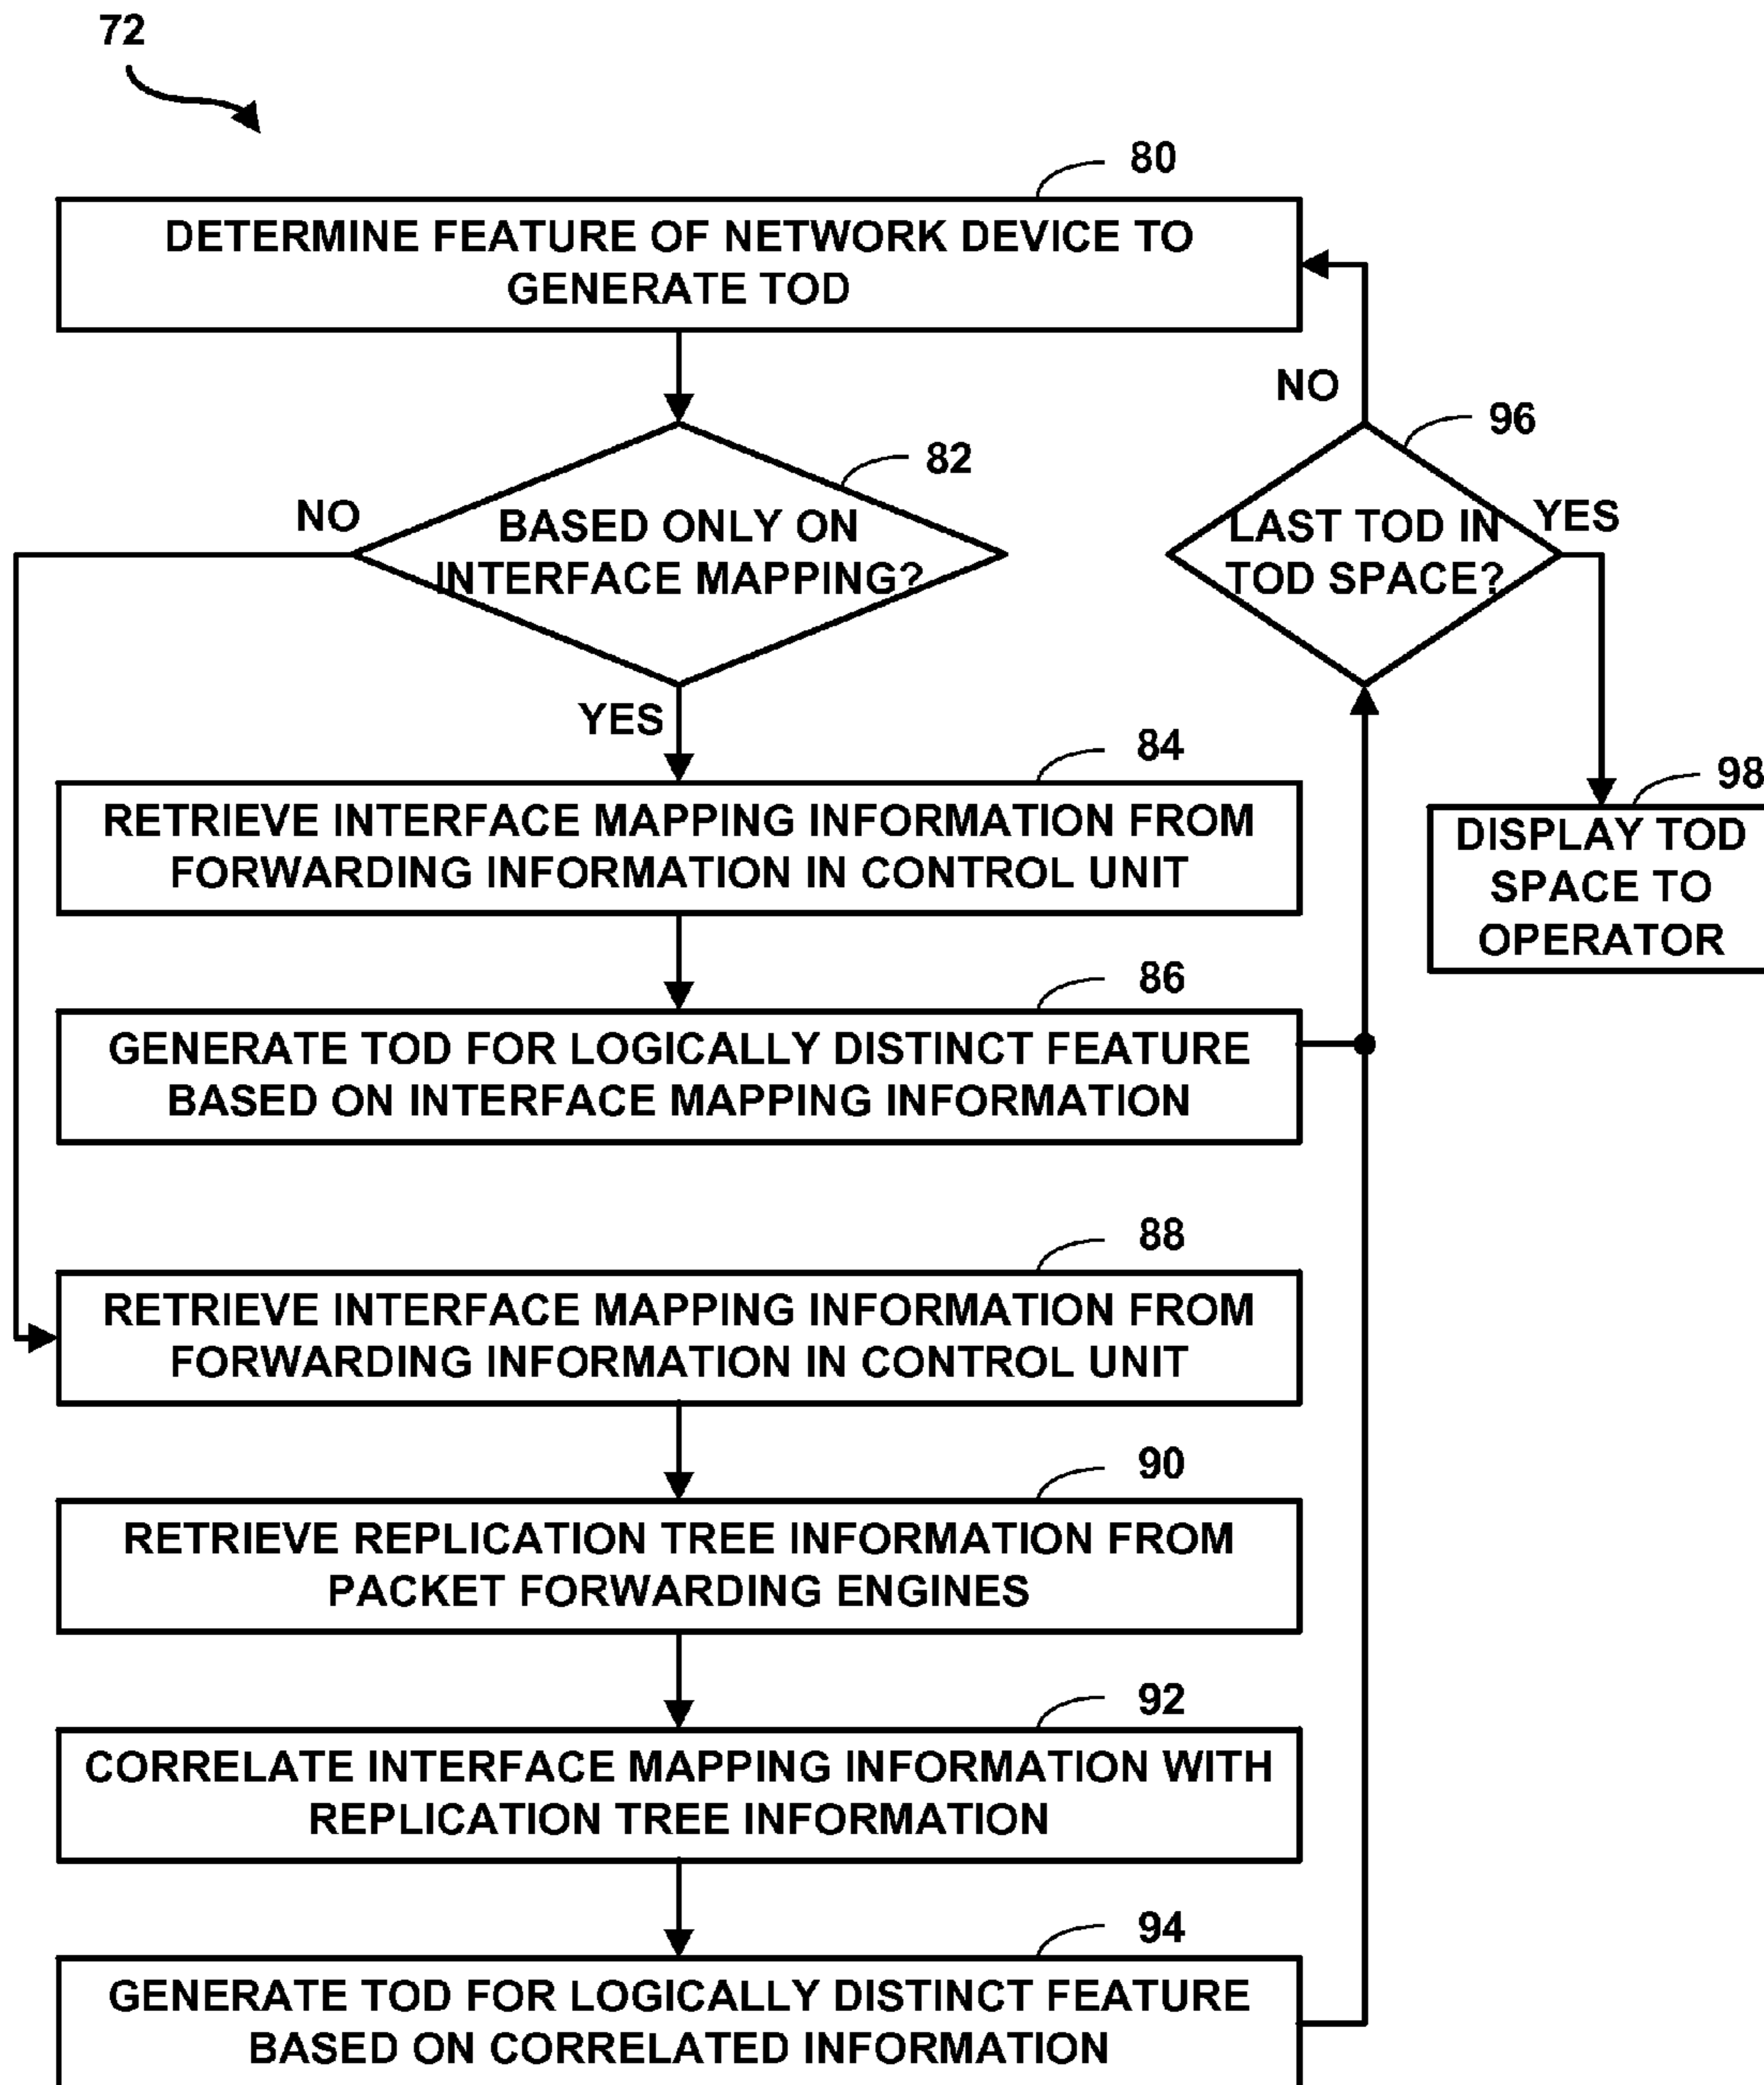 72
80
DETERMINE FEATURE OF NETWORK DEVICE TO
GENERATE TOD
82
NO
BASED ONLY ON
INTERFACE MAPPING?
YES
NO
96
LAST TOD IN
TOD SPACE?
YES
84
RETRIEVE INTERFACE MAPPING INFORMATION FROM
FORWARDING INFORMATION IN CONTROL UNIT
98
DISPLAY TOD
SPACE TO
OPERATOR
86
GENERATE TOD FOR LOGICALLY DISTINCT FEATURE
BASED ON INTERFACE MAPPING INFORMATION
88
RETRIEVE INTERFACE MAPPING INFORMATION FROM
FORWARDING INFORMATION IN CONTROL UNIT
90
RETRIEVE REPLICATION TREE INFORMATION FROM
PACKET FORWARDING ENGINES
92
CORRELATE INTERFACE MAPPING INFORMATION WITH
REPLICATION TREE INFORMATION
94
GENERATE TOD FOR LOGICALLY DISTINCT FEATURE
BASED ON CORRELATED INFORMATION